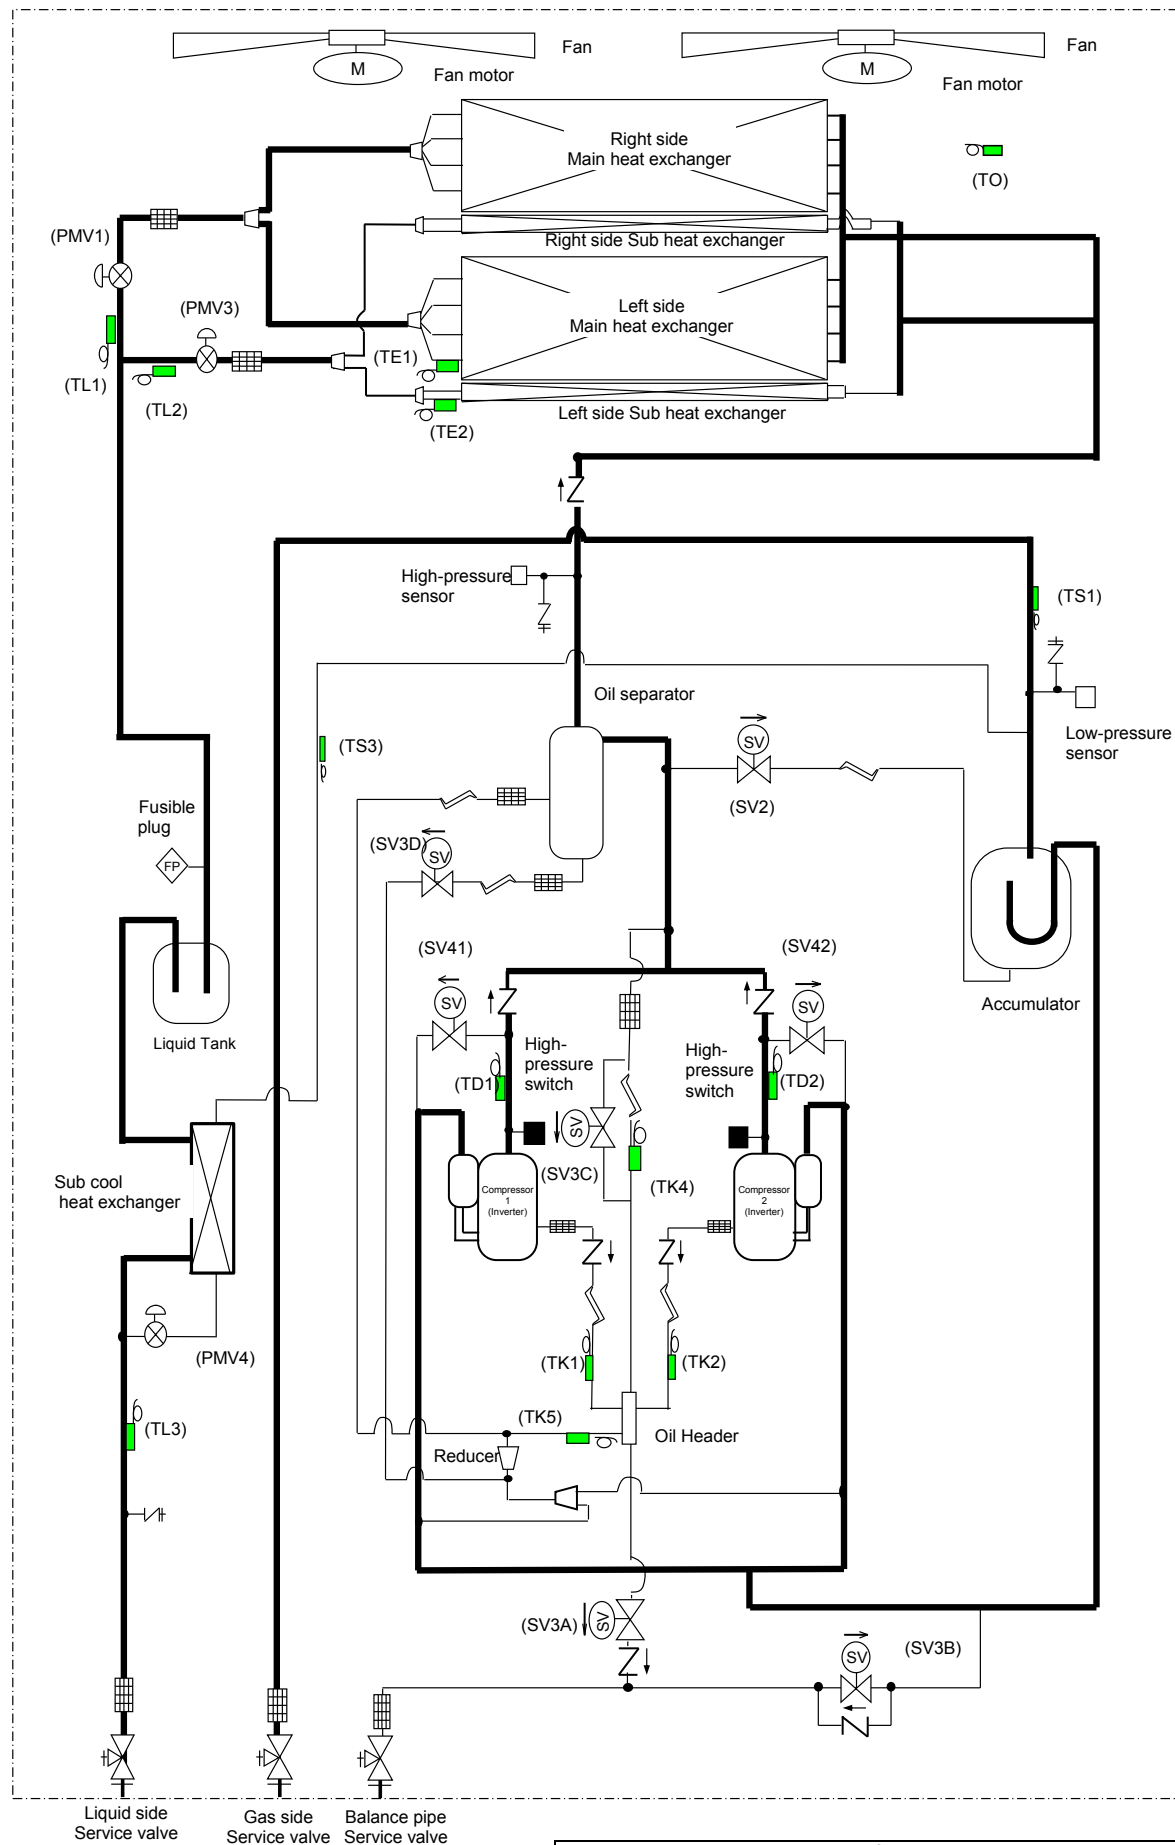 Fan
Fan
M
M
Fan motor
Fan motor
Right side
Main heat exchanger
(TO)
(PMV1)
Right side Sub heat exchanger
(PMV3)
Left side
Main heat exchanger
(TE1)
(TL1)
(TL2)
Left side Sub heat exchanger
(TE2)
High-pressure
sensor
(TS1)
Oil separator
Low-pressure
sensor
(TS3)
SV
(SV2)
Fusible
plug
(SV3D)
SV
FP
(SV41)
(SV42)
SV
SV
Accumulator
Liquid Tank
High-
pressure
switch
High-
pressure
switch
(TD1)
(TD2)
SV
(SV3C)
Sub cool
heat exchanger
Compressor
1
(Inverter)
(TK4)
Compressor
2
(Inverter)
(PMV4)
(TK1)
(TK2)
(TL3)
(TK5)
Reducer
Oil Header
(SV3A)
SV
(SV3B)
SV
Liquid side
Service valve
Gas side
Service valve
Balance pipe
Service valve